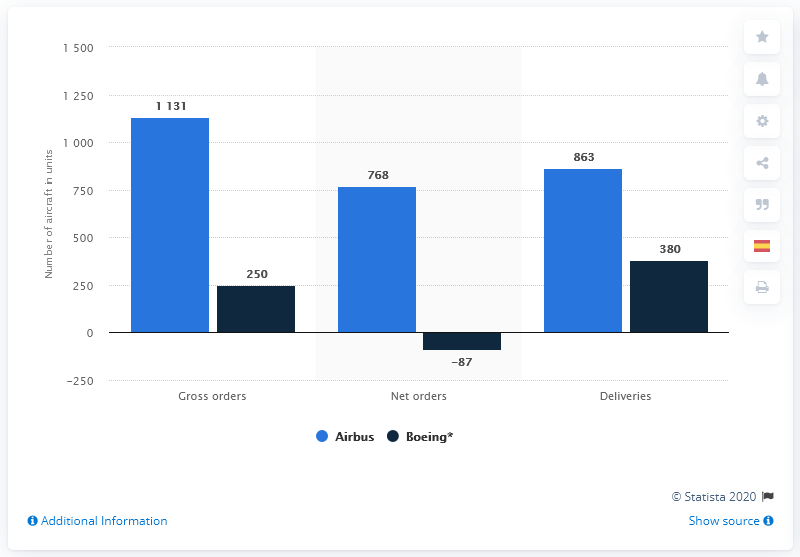 1 500
1 250
1 000
750
500
250
0
−250
Number of aircraft in units
1 131
250
768
−87
863
380
Gross orders
Net orders
Deliveries
Airbus
Boeing*
© Statista 2020
Additional Information
Show source